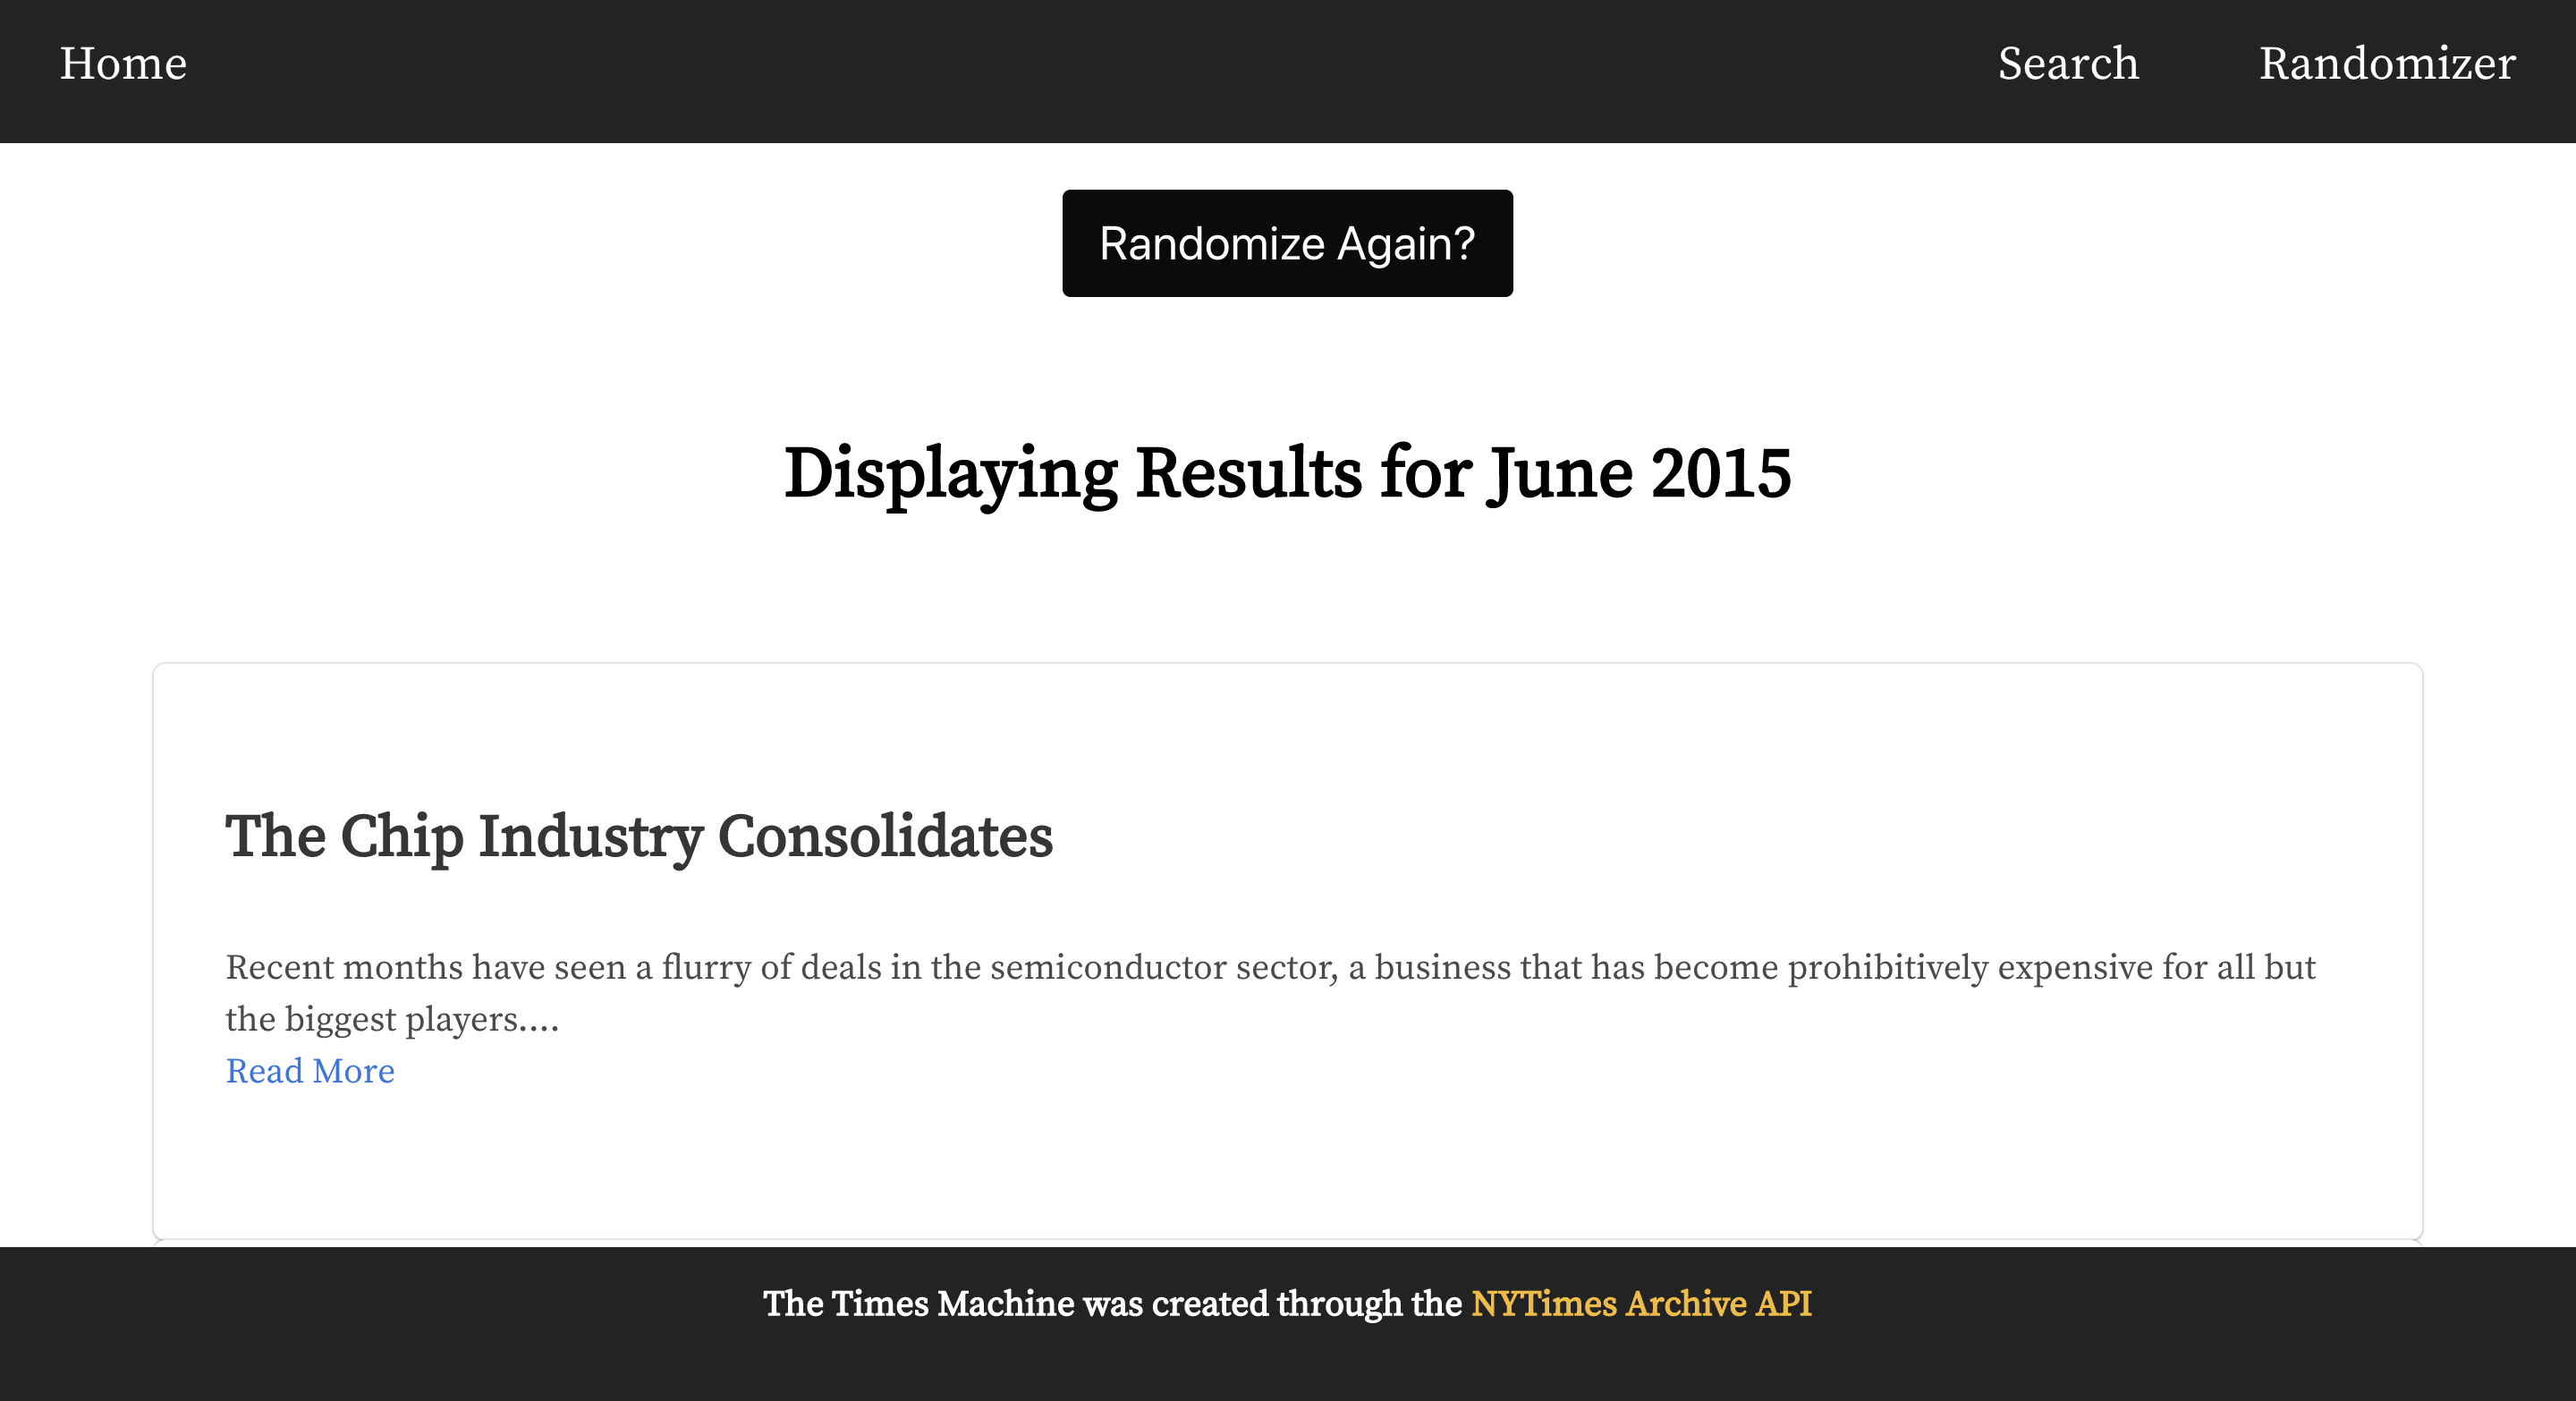 Home Search Randomizer
Randomize Again?
Displaying Results for June 2015
The Chip Industry Consolidates
Recent months have seen a flurry of deals in the semiconductor sector, a business that has become prohibitively expensive for all but
the biggest players....
Read More
The Times Machine was created through the NYTimes Archive API